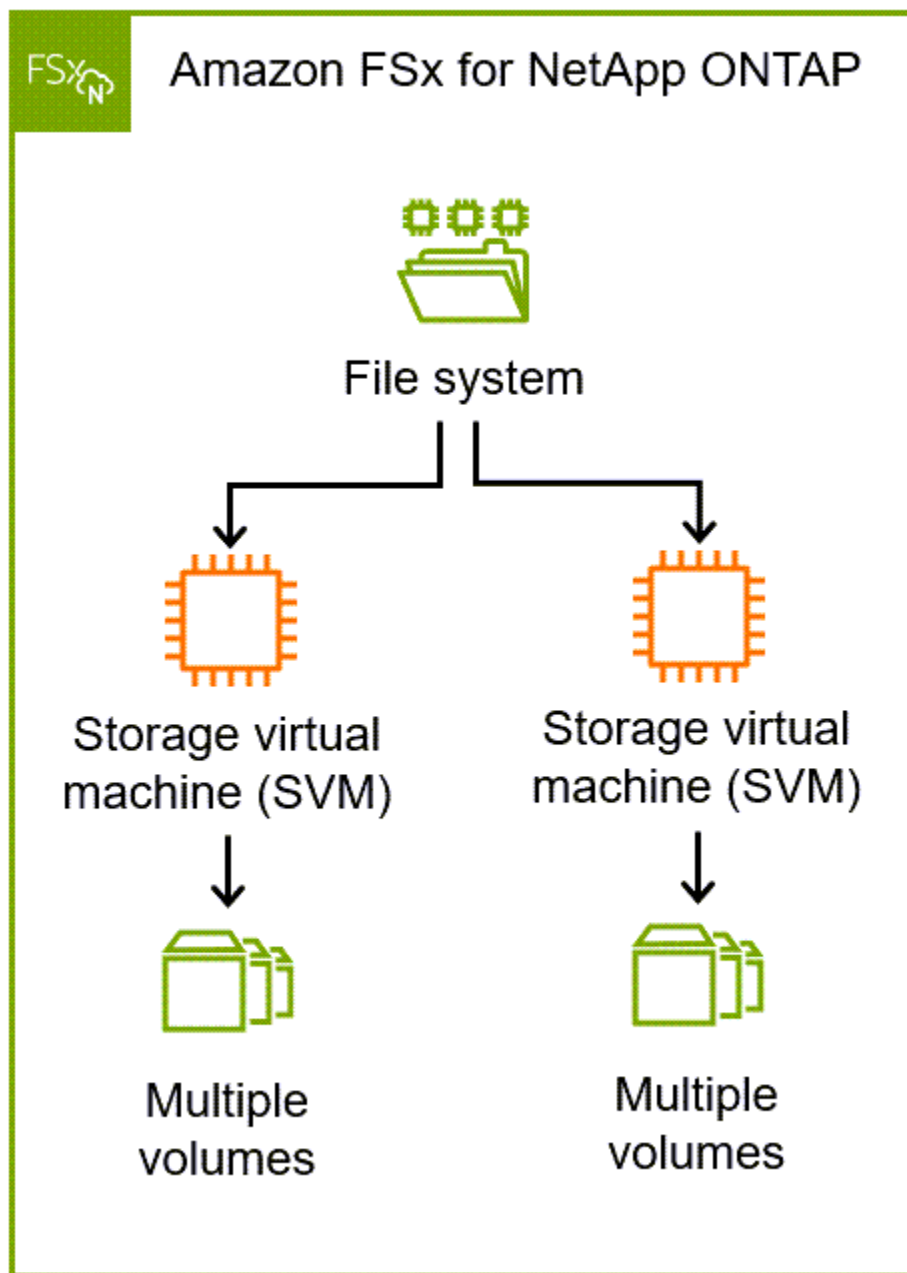 FSx
N
Amazon FSx for NetApp ONTAP
File system
Storage virtual
machine (SVM)
Storage virtual
machine (SVM)
Multiple
volumes
Multiple
volumes